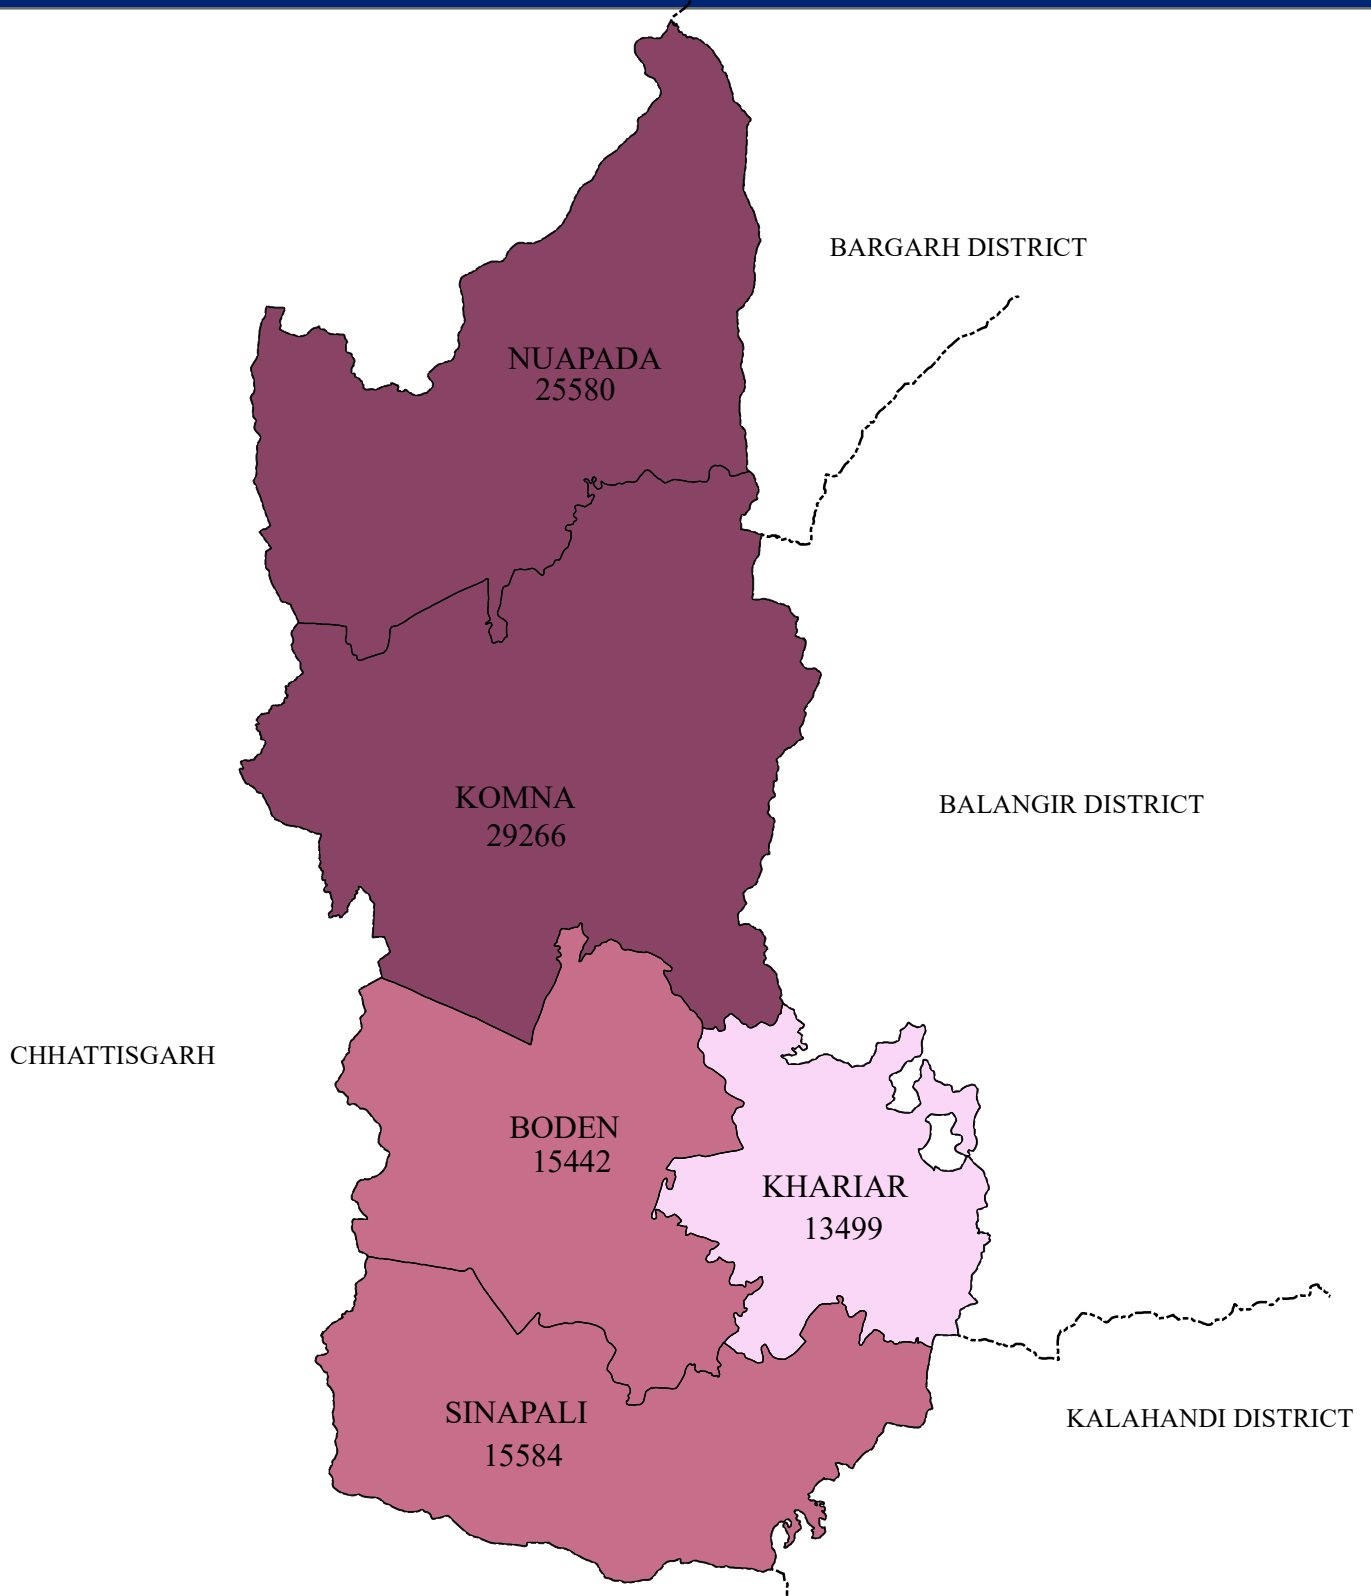 BARGARH DISTRICT
NUAPADA
25580
KOMNA
29266
BALANGIR DISTRICT
CHHATTISGARH
BODEN
15442
KHARIAR
13499
SINAPALI
15584
KALAHANDI DISTRICT